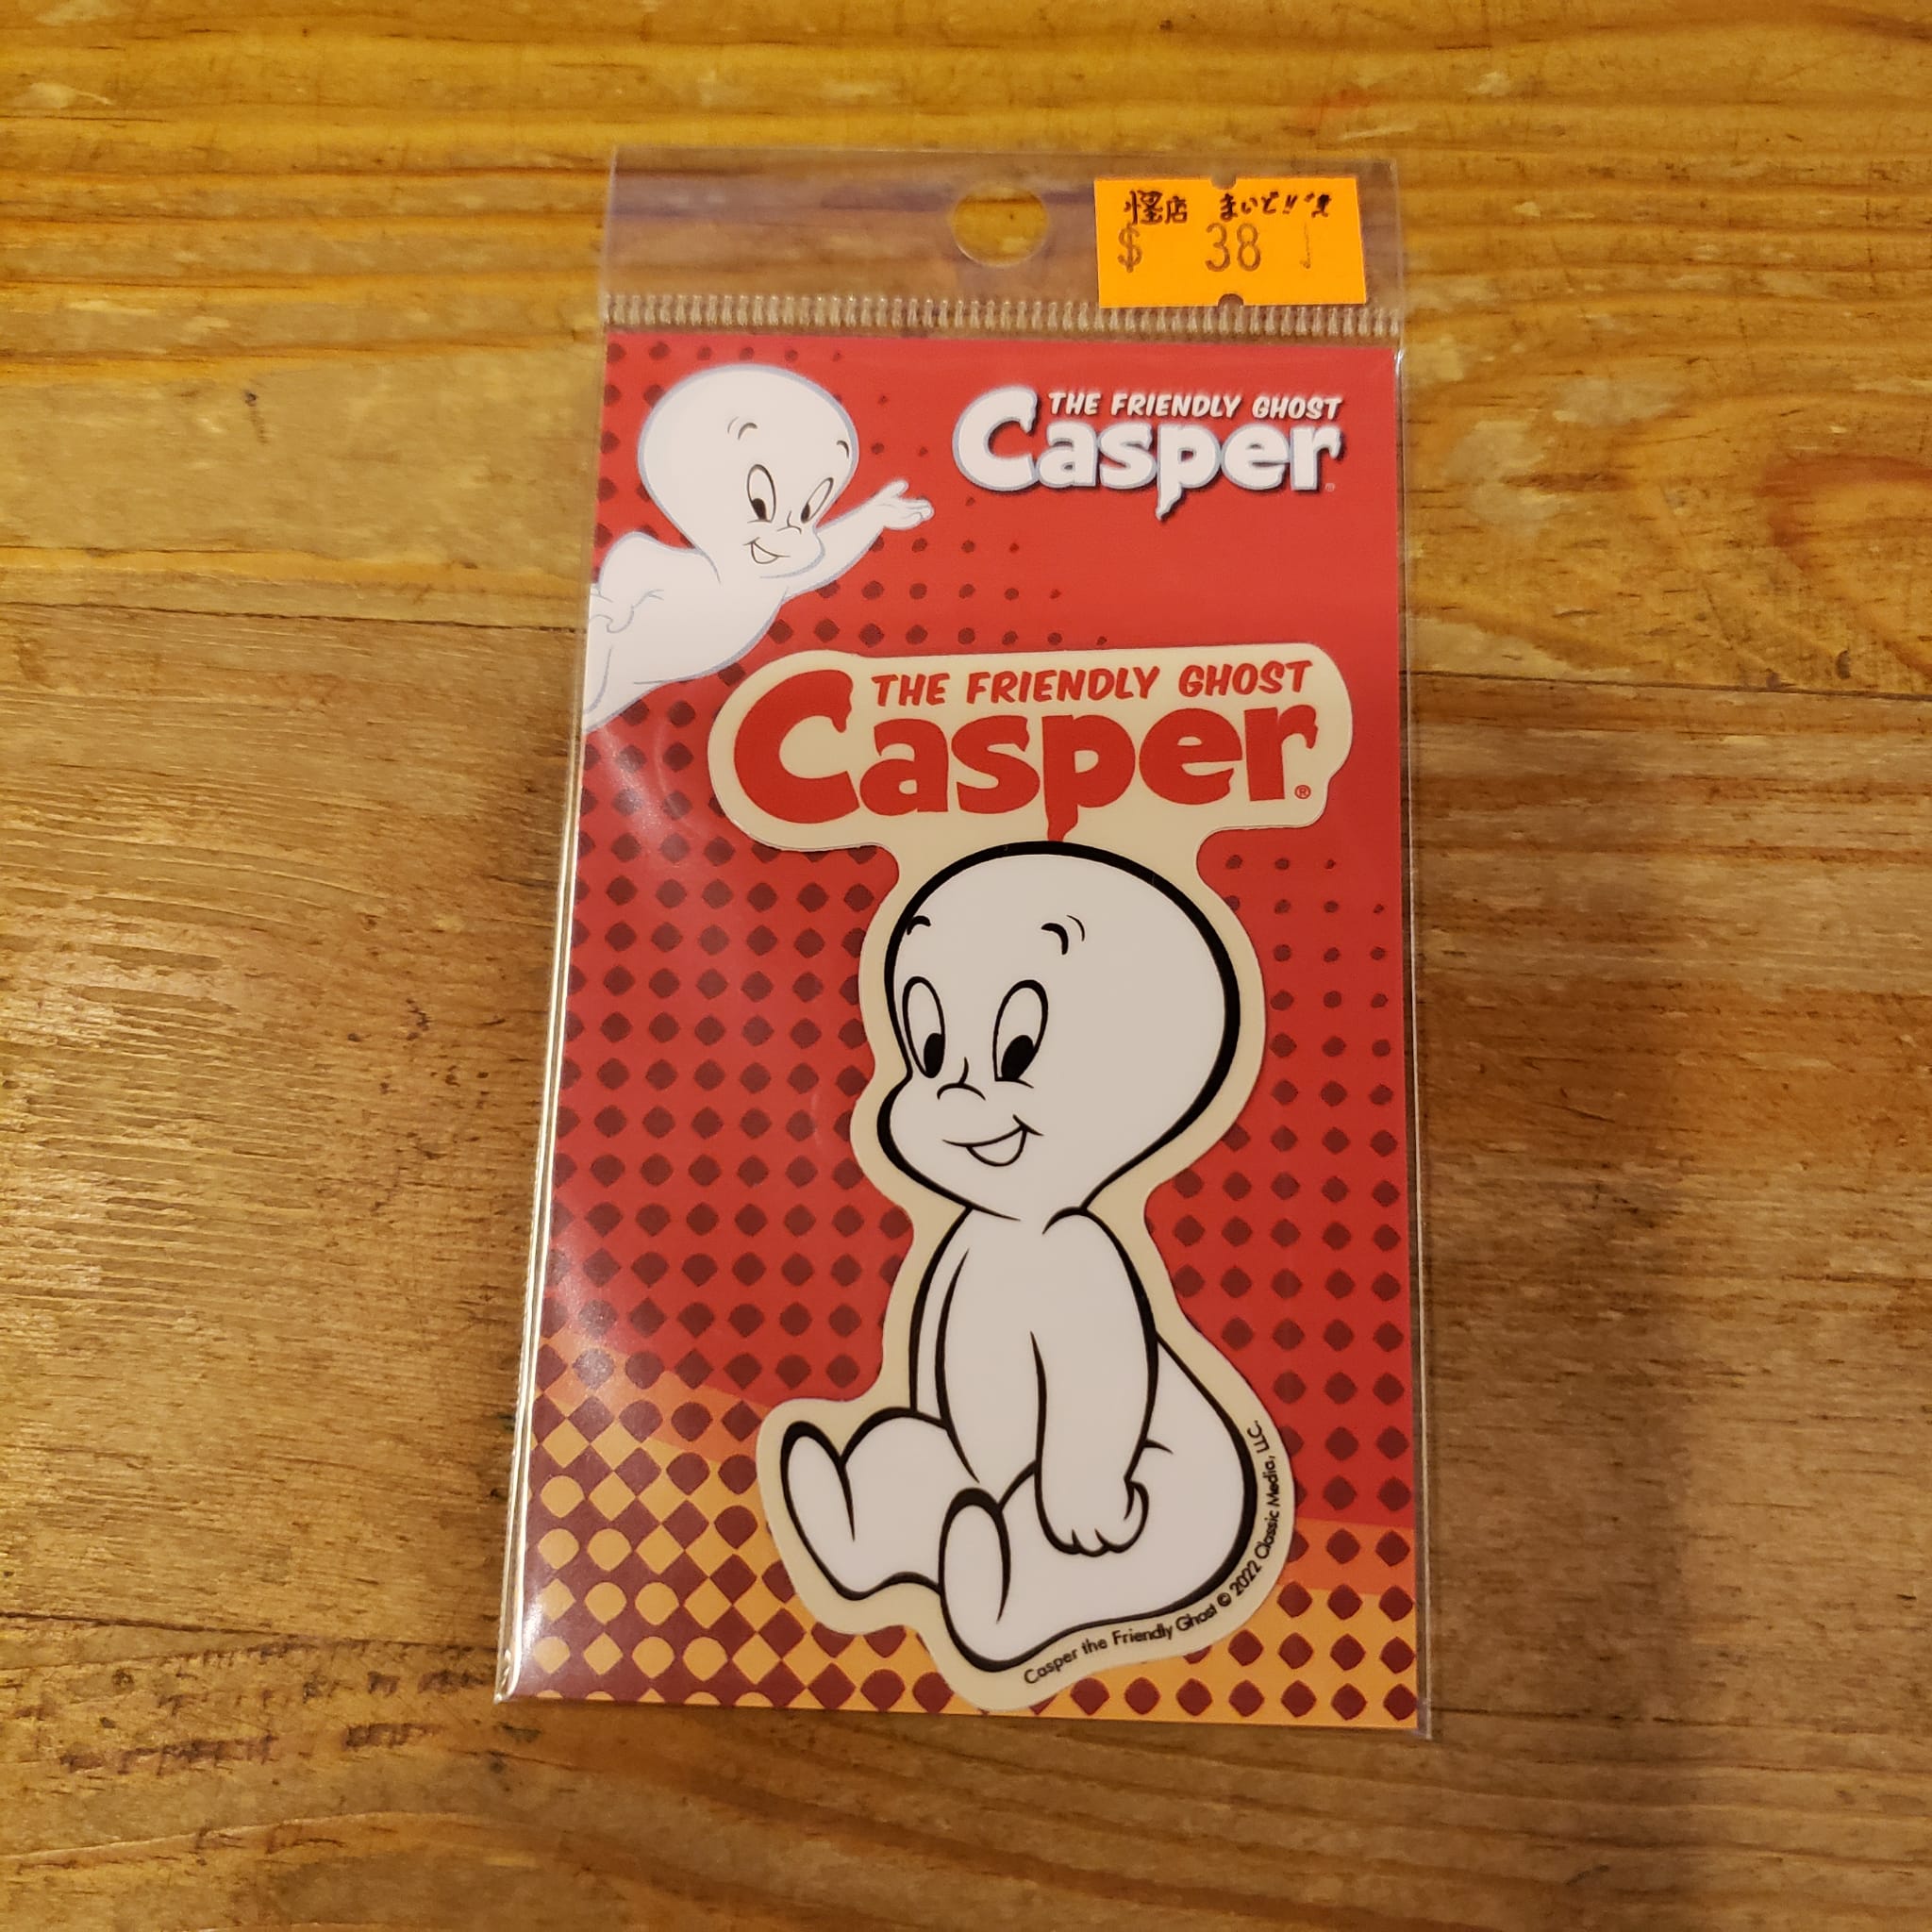 怪店 まいど!!
$ 38
THE FRIENDLY GHOST
Casper
THE FRIENDLY GHOST
Casper®
Casper the Friendly Ghost © 2022 Classic Media, LLC.